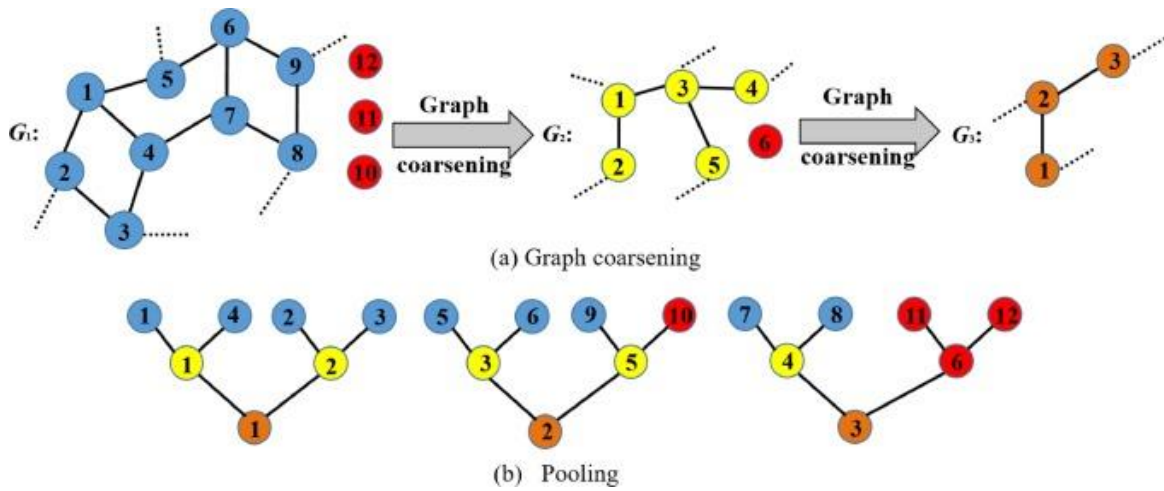 6
12
5
9
1
3
3
4
Graph
1
Graph
2
11
7
G₁:
4
G₂:
6
G₃:
8
coarsening
coarsening
2
10
2
5
1
3
(a) Graph coarsening
1 4 2 3 5 6 9 10 7 8 11 12
1 2 3 5 4 6
1 2 3
(b) Pooling